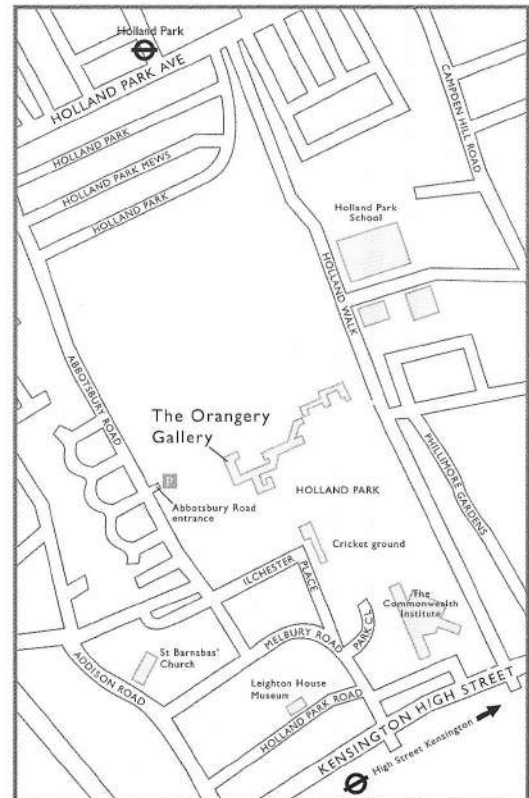 Holland Park
HOLLAND PARK AVE
CAMPDEN HILL ROAD
HOLLAND PARK
HOLLAND PARK MEWS
HOLLAND PARK
Holland Park
School
HOLLAND WALK
ABBOTSBURY ROAD
The Orangery
Gallery
PHILLIMORE GARDENS
P
HOLLAND PARK
Abbotsbury Road
entrance
Cricket ground
ILCHESTER
PLACE
The
Commonwealth
Institute
PARK CL
MELBURY ROAD
St Barnabas'
Church
ADDISON ROAD
Leighton House
Museum
HOLLAND PARK ROAD
KENSINGTON HIGH STREET
High Street Kensington